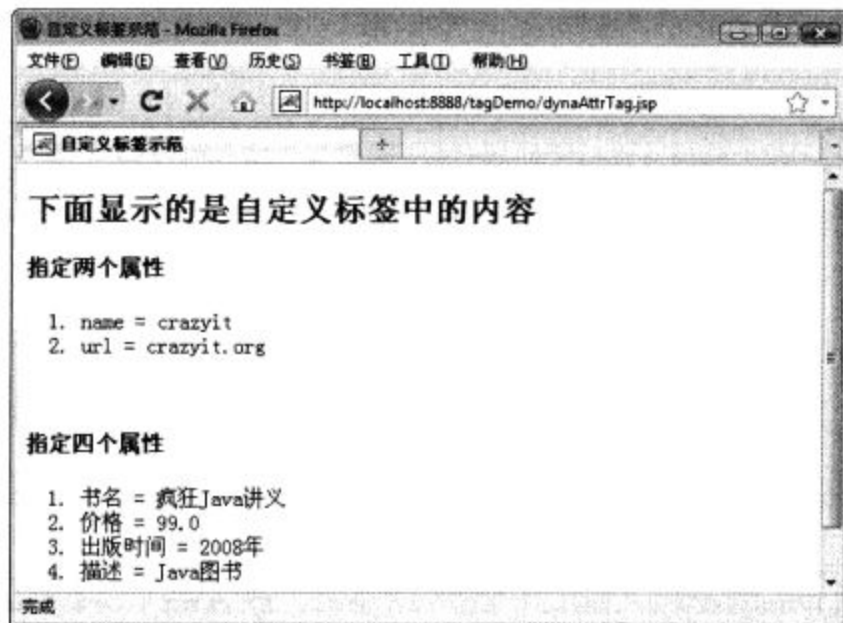 自定义标签示范 - Mozilla Firefox
文件(F) 编辑(E) 查看(V) 历史(S) 书签(B) 工具(T) 帮助(H)
http://localhost:8888/tagDemo/dynaAttrTag.jsp
自定义标签示范
下面显示的是自定义标签中的内容
指定两个属性
1. name = crazyit
2. url = crazyit.org
指定四个属性
1. 书名 = 疯狂Java讲义
2. 价格 = 99.0
3. 出版时间 = 2008年
4. 描述 = Java图书
完成